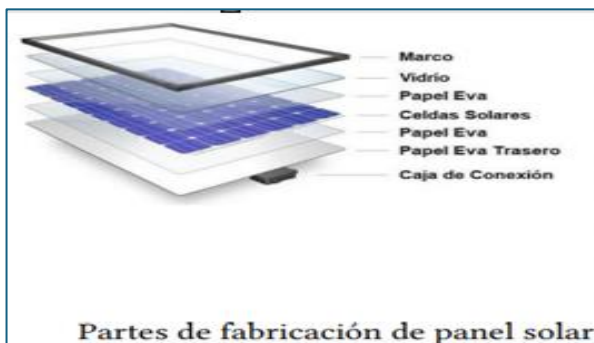 Marco
Vidrio
Papel Eva
Celdas Solares
Papel Eva
Papel Eva Trasero
Caja de Conexión
Partes de fabricación de panel solar